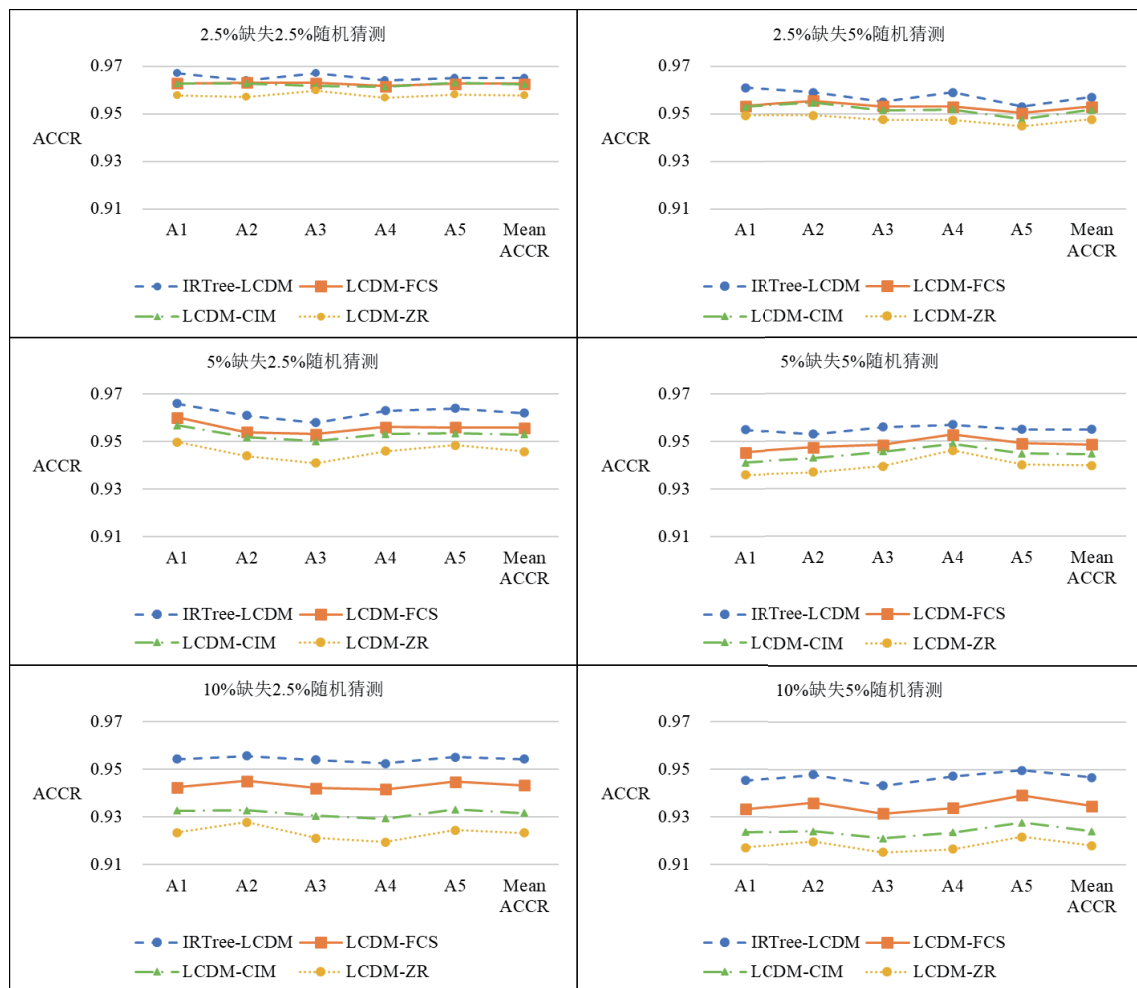 2.5%缺失2.5%随机猜测
0.97
0.95
ACCR
0.93
0.91
A1 A2 A3 A4 A5 Mean
ACCR
IRTree-LCDM LCDM-FCS
LCDM-CIM LCDM-ZR
2.5%缺失5%随机猜测
0.97
0.95
ACCR
0.93
0.91
A1 A2 A3 A4 A5 Mean
ACCR
IRTree-LCDM LCDM-FCS
LCDM-CIM LCDM-ZR
5%缺失2.5%随机猜测
0.97
0.95
ACCR
0.93
0.91
A1 A2 A3 A4 A5 Mean
ACCR
IRTree-LCDM LCDM-FCS
LCDM-CIM LCDM-ZR
5%缺失5%随机猜测
0.97
0.95
ACCR
0.93
0.91
A1 A2 A3 A4 A5 Mean
ACCR
IRTree-LCDM LCDM-FCS
LCDM-CIM LCDM-ZR
10%缺失2.5%随机猜测
0.97
0.95
ACCR
0.93
0.91
A1 A2 A3 A4 A5 Mean
ACCR
IRTree-LCDM LCDM-FCS
LCDM-CIM LCDM-ZR
10%缺失5%随机猜测
0.97
0.95
ACCR
0.93
0.91
A1 A2 A3 A4 A5 Mean
ACCR
IRTree-LCDM LCDM-FCS
LCDM-CIM LCDM-ZR